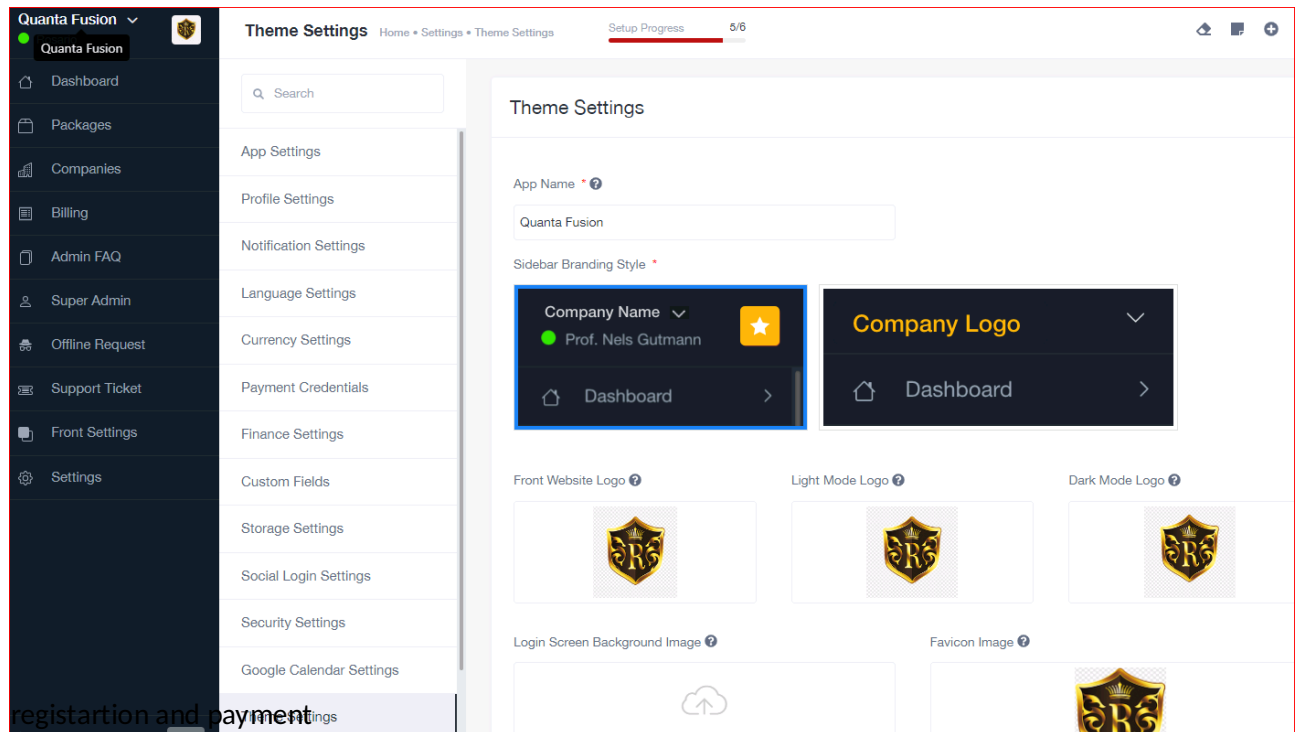 Quanta Fusion
Quanta Fusion
Dashboard
Packages
Companies
Billing
Admin FAQ
Super Admin
Offline Request
Support Ticket
Front Settings
Settings
Theme Settings Home • Settings • Theme Settings
Setup Progress 5/6
Search
App Settings
Profile Settings
Notification Settings
Language Settings
Currency Settings
Payment Credentials
Finance Settings
Custom Fields
Storage Settings
Social Login Settings
Security Settings
Google Calendar Settings
Theme Settings
registartion and payment
Theme Settings
App Name *
Quanta Fusion
Sidebar Branding Style *
Company Name
Prof. Nels Gutmann
Dashboard
Company Logo
Dashboard
Front Website Logo
Light Mode Logo
Dark Mode Logo
R
R
R
Login Screen Background Image
Favicon Image
R